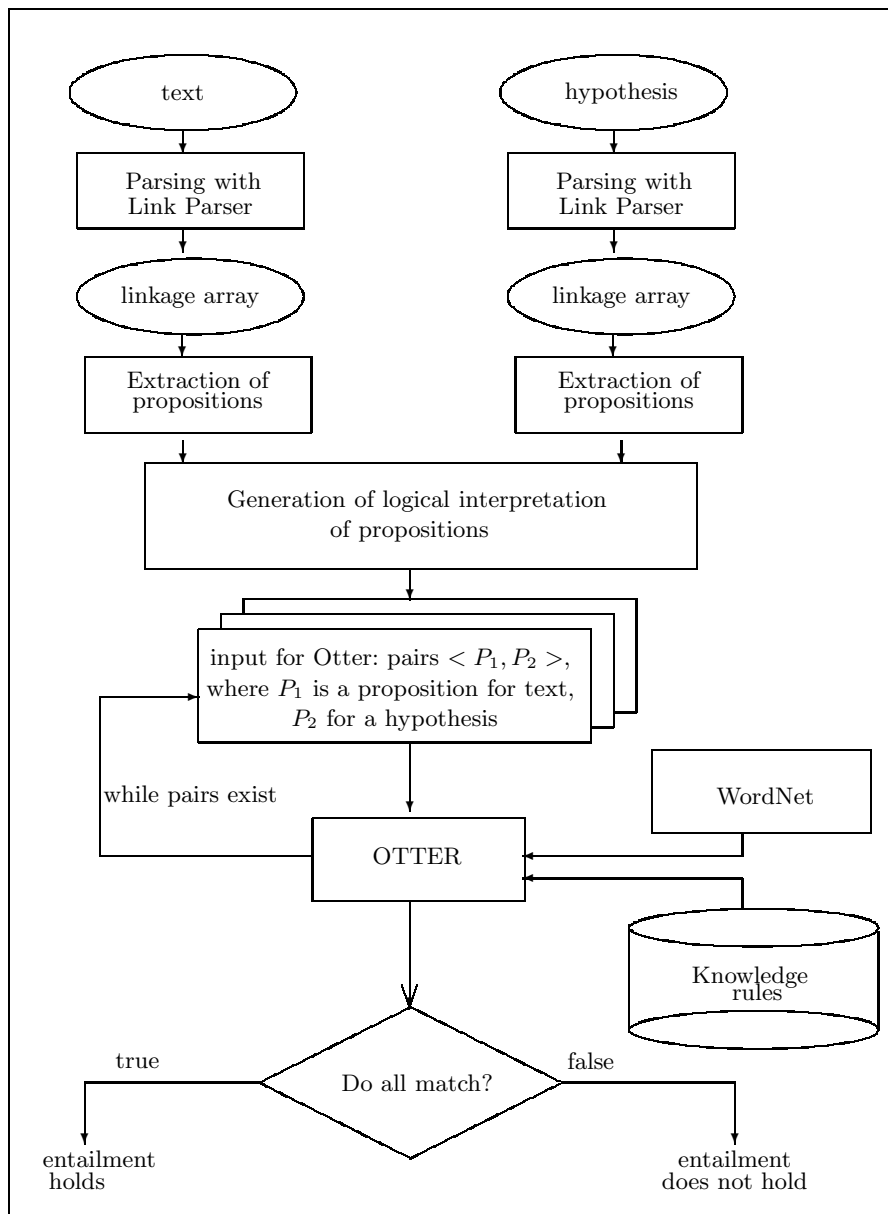 text
hypothesis
Parsing with
Link Parser
Parsing with
Link Parser
linkage array
linkage array
Extraction of
propositions
Extraction of
propositions
Generation of logical interpretation
of propositions
input for Otter: pairs < P₁, P₂ >,
where P₁ is a proposition for text,
P₂ for a hypothesis
while pairs exist
WordNet
OTTER
Knowledge
rules
true
false
Do all match?
entailment
holds
entailment
does not hold